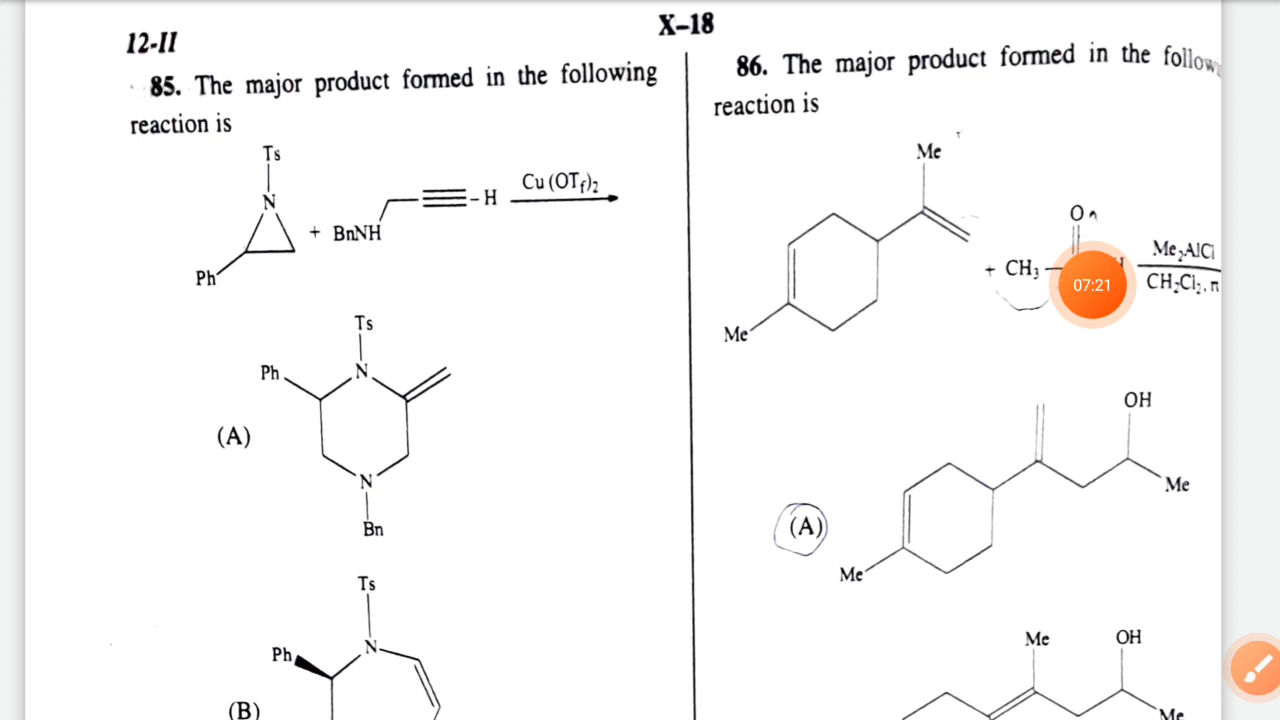 12-II
X–18
85. The major product formed in the following
reaction is
Ts
N
Ph
+ BnNH
– H
Cu (OTf)2
(A)
Ts
Ph
N
N
Bn
(B)
Ts
Ph
N
86. The major product formed in the
reaction is
Me
Me
+ CH3
O
07:21
Me2AlCl
CH2Cl2,
(A)
OH
Me
Me
Me
OH
Me